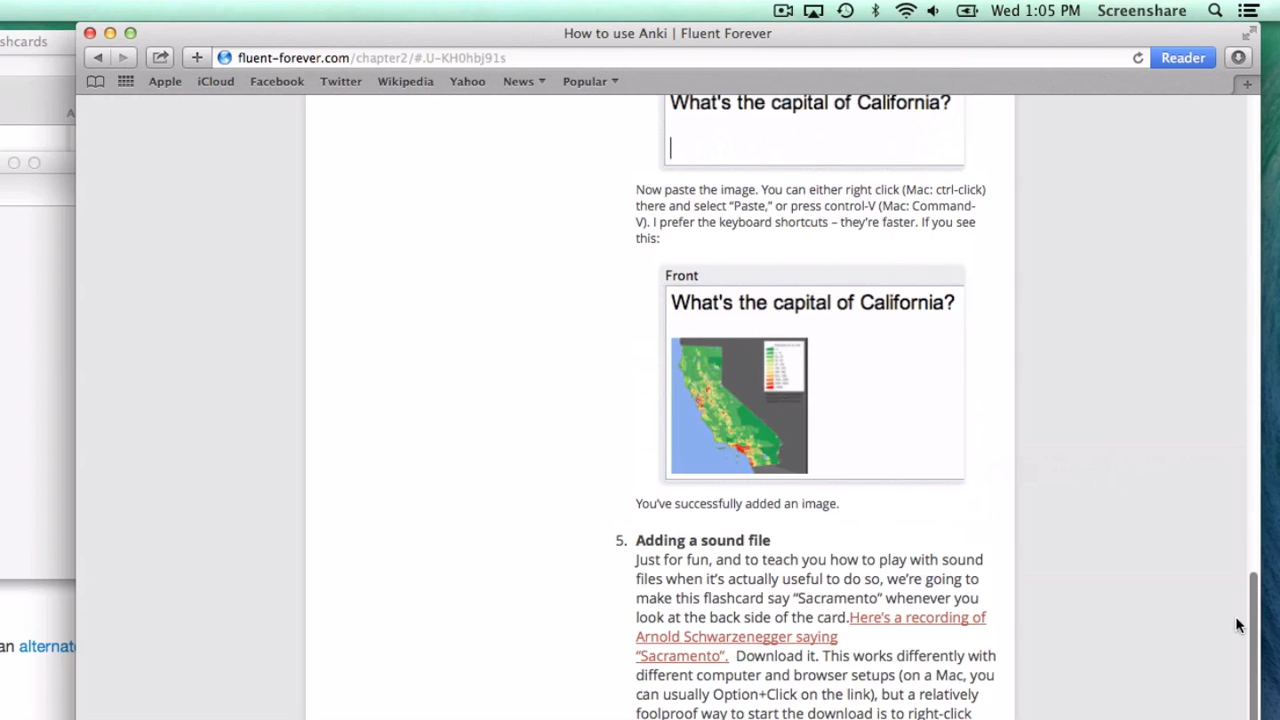 Wed 1:05 PM Screenshare
shcards
How to use Anki | Fluent Forever
fluent-forever.com/chapter2/#.U-KH0hbj91s
Reader
Apple iCloud Facebook Twitter Wikipedia Yahoo News Popular
A
What's the capital of California?
Now paste the image. You can either right click (Mac: ctrl-click)
there and select “Paste,” or press control-V (Mac: Command-
V). I prefer the keyboard shortcuts – they’re faster. If you see
this:
Front
What's the capital of California?
You’ve successfully added an image.
5. Adding a sound file
Just for fun, and to teach you how to play with sound
files when it’s actually useful to do so, we’re going to
make this flashcard say “Sacramento” whenever you
look at the back side of the card.Here’s a recording of
Arnold Schwarzenegger saying
“Sacramento”. Download it. This works differently with
different computer and browser setups (on a Mac, you
can usually Option+Click on the link), but a relatively
foolproof way to start the download is to right-click
an alternat